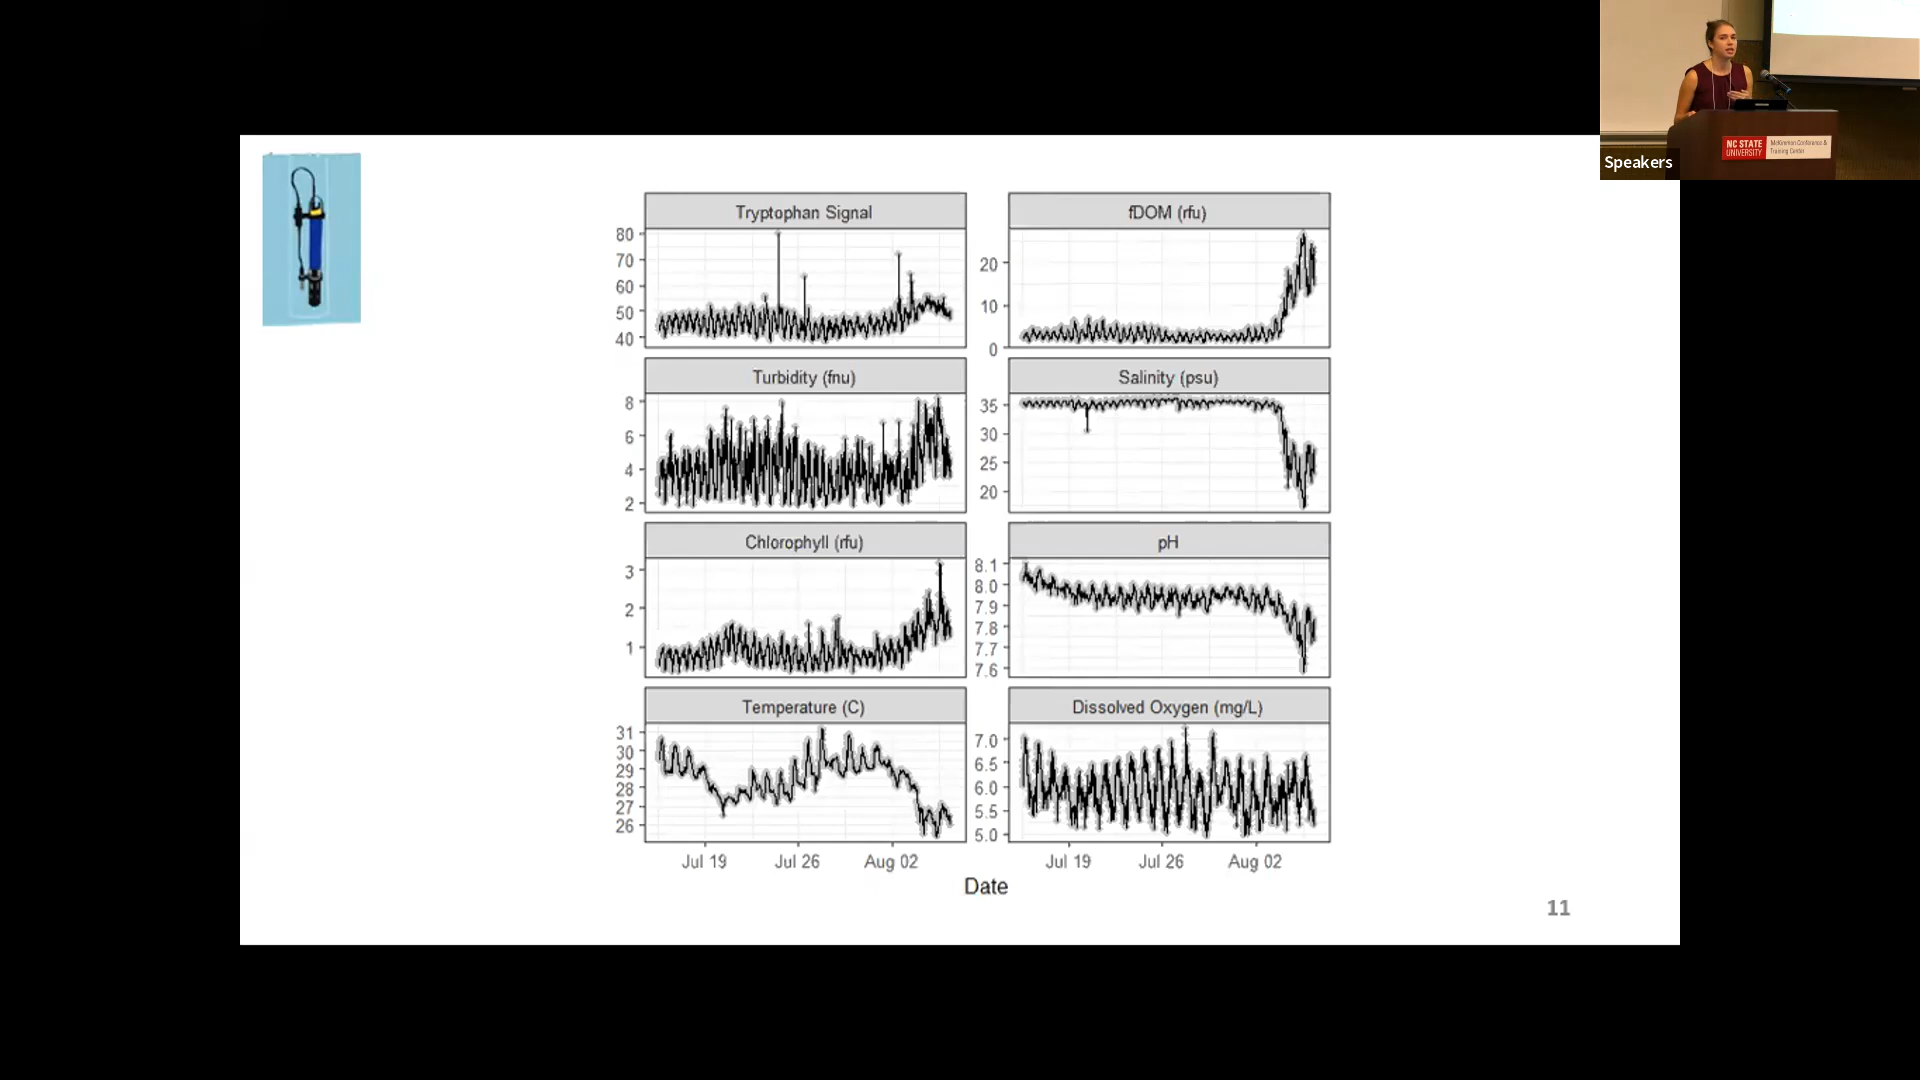 NC STATE
UNIVERSITY
McKimmon Conference &
Training Center
Speakers
Tryptophan Signal
80
70
60
50
40
fDOM (rfu)
20
10
0
Turbidity (fnu)
8
6
4
2
Salinity (psu)
35
30
25
20
Chlorophyll (rfu)
3
2
1
pH
8.1
8.0
7.9
7.8
7.7
7.6
Temperature (C)
31
30
29
28
27
26
Dissolved Oxygen (mg/L)
7.0
6.5
6.0
5.5
5.0
Jul 19 Jul 26 Aug 02
Jul 19 Jul 26 Aug 02
Date
11